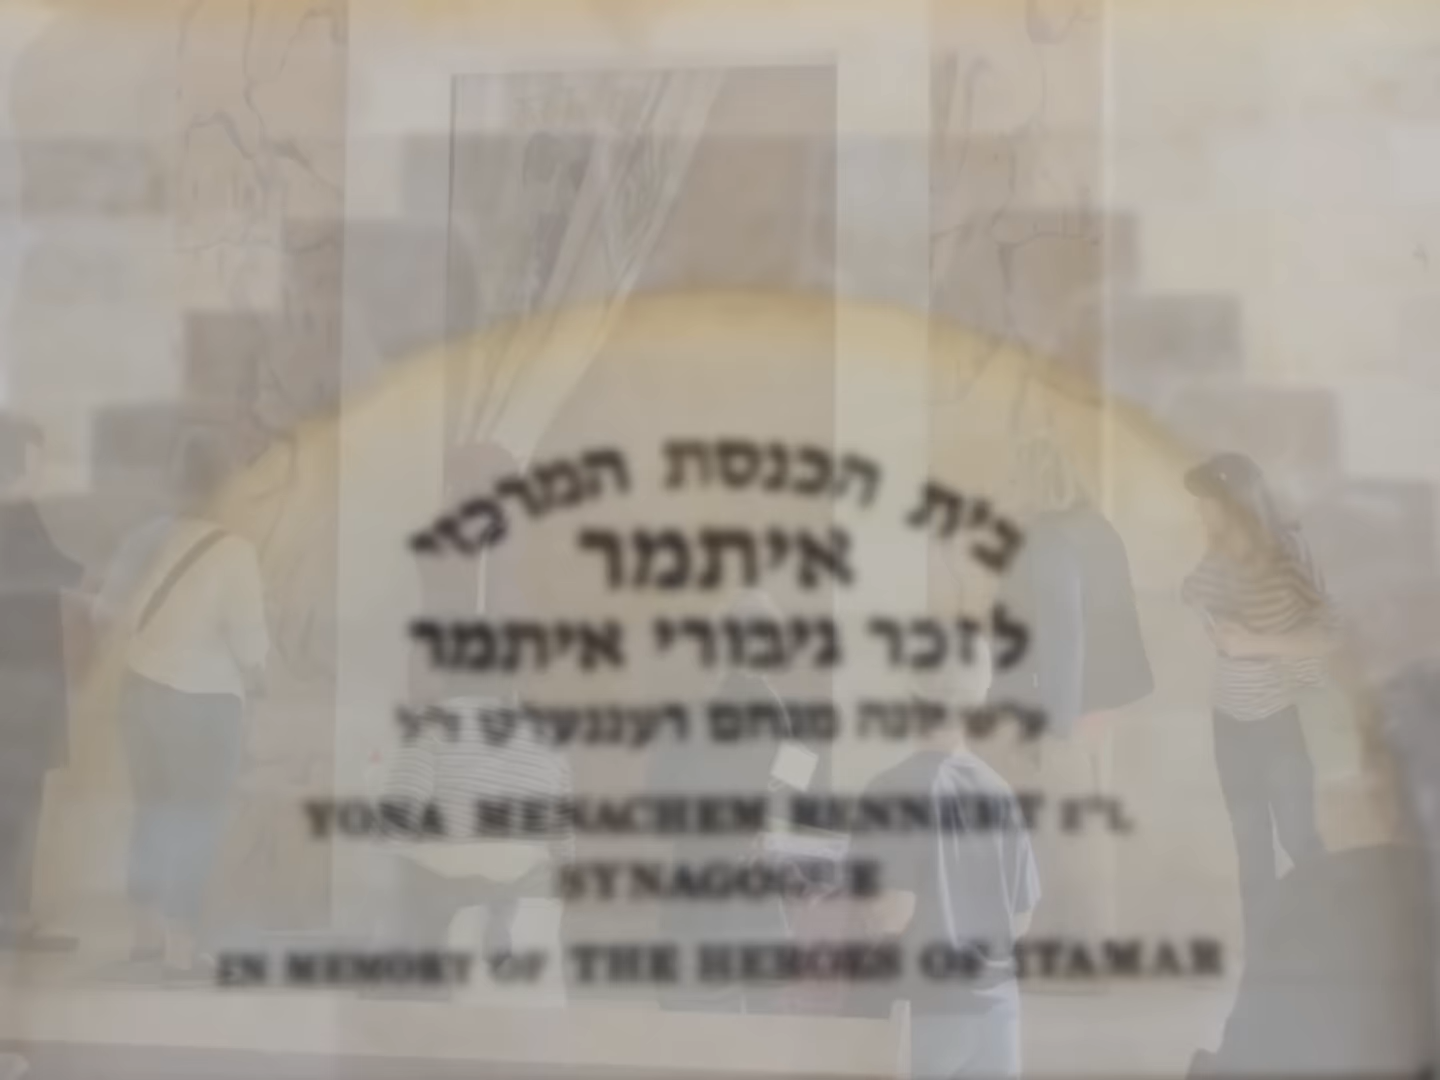 בית הכנסת המרכזי
איתמר
לזכר גיבורי איתמר
ע"ש יונה מנחם רעננערט ז"ל
YONA MENACHEM RENNERT Z"L
SYNAGOGUE
IN MEMORY OF THE HEROES OF ITAMAR